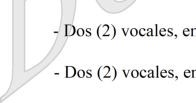 - Dos (2) vocales, en
- Dos (2) vocales, en